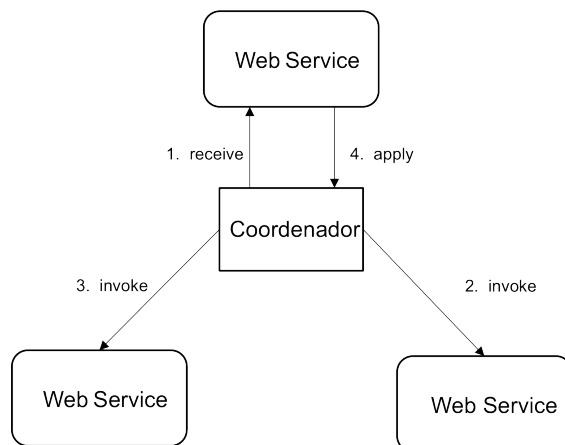 Web Service
1. receive
4. apply
Coordenador
3. invoke
2. invoke
Web Service
Web Service